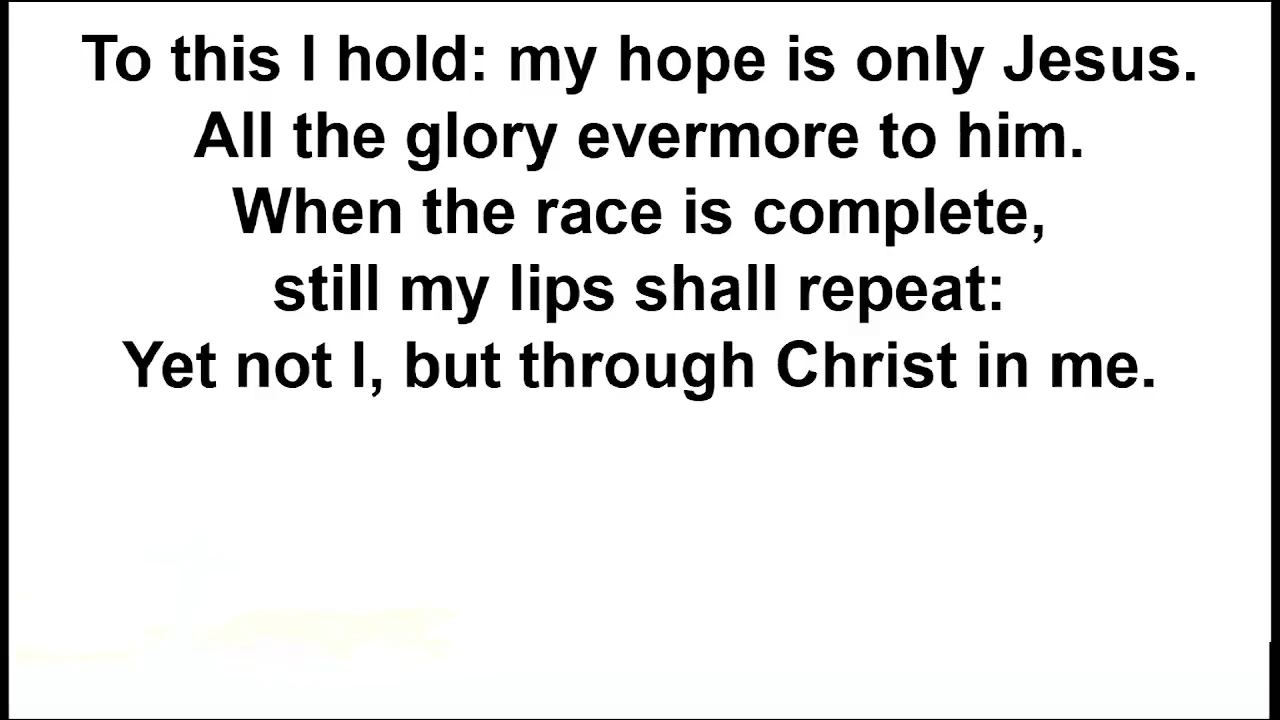 To this I hold: my hope is only Jesus.
All the glory evermore to him.
When the race is complete,
still my lips shall repeat:
Yet not I, but through Christ in me.